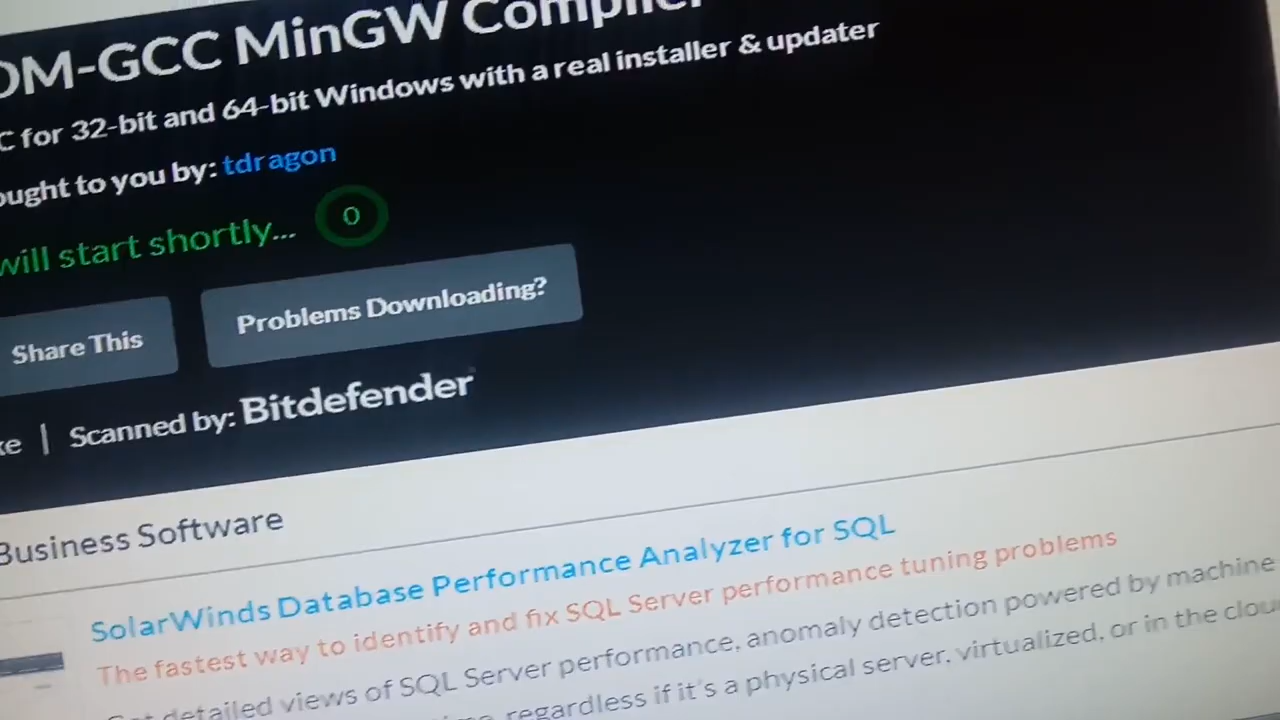 DM-GCC MinGW Compiler
C for 32-bit and 64-bit Windows with a real installer & updater
ought to you by: tdragon
will start shortly... 0
Share This Problems Downloading?
ke | Scanned by: Bitdefender
Business Software
SolarWinds Database Performance Analyzer for SQL
The fastest way to identify and fix SQL Server performance tuning problems
Get detailed views of SQL Server performance, anomaly detection powered by machine
regardless if it's a physical server, virtualized, or in the clou